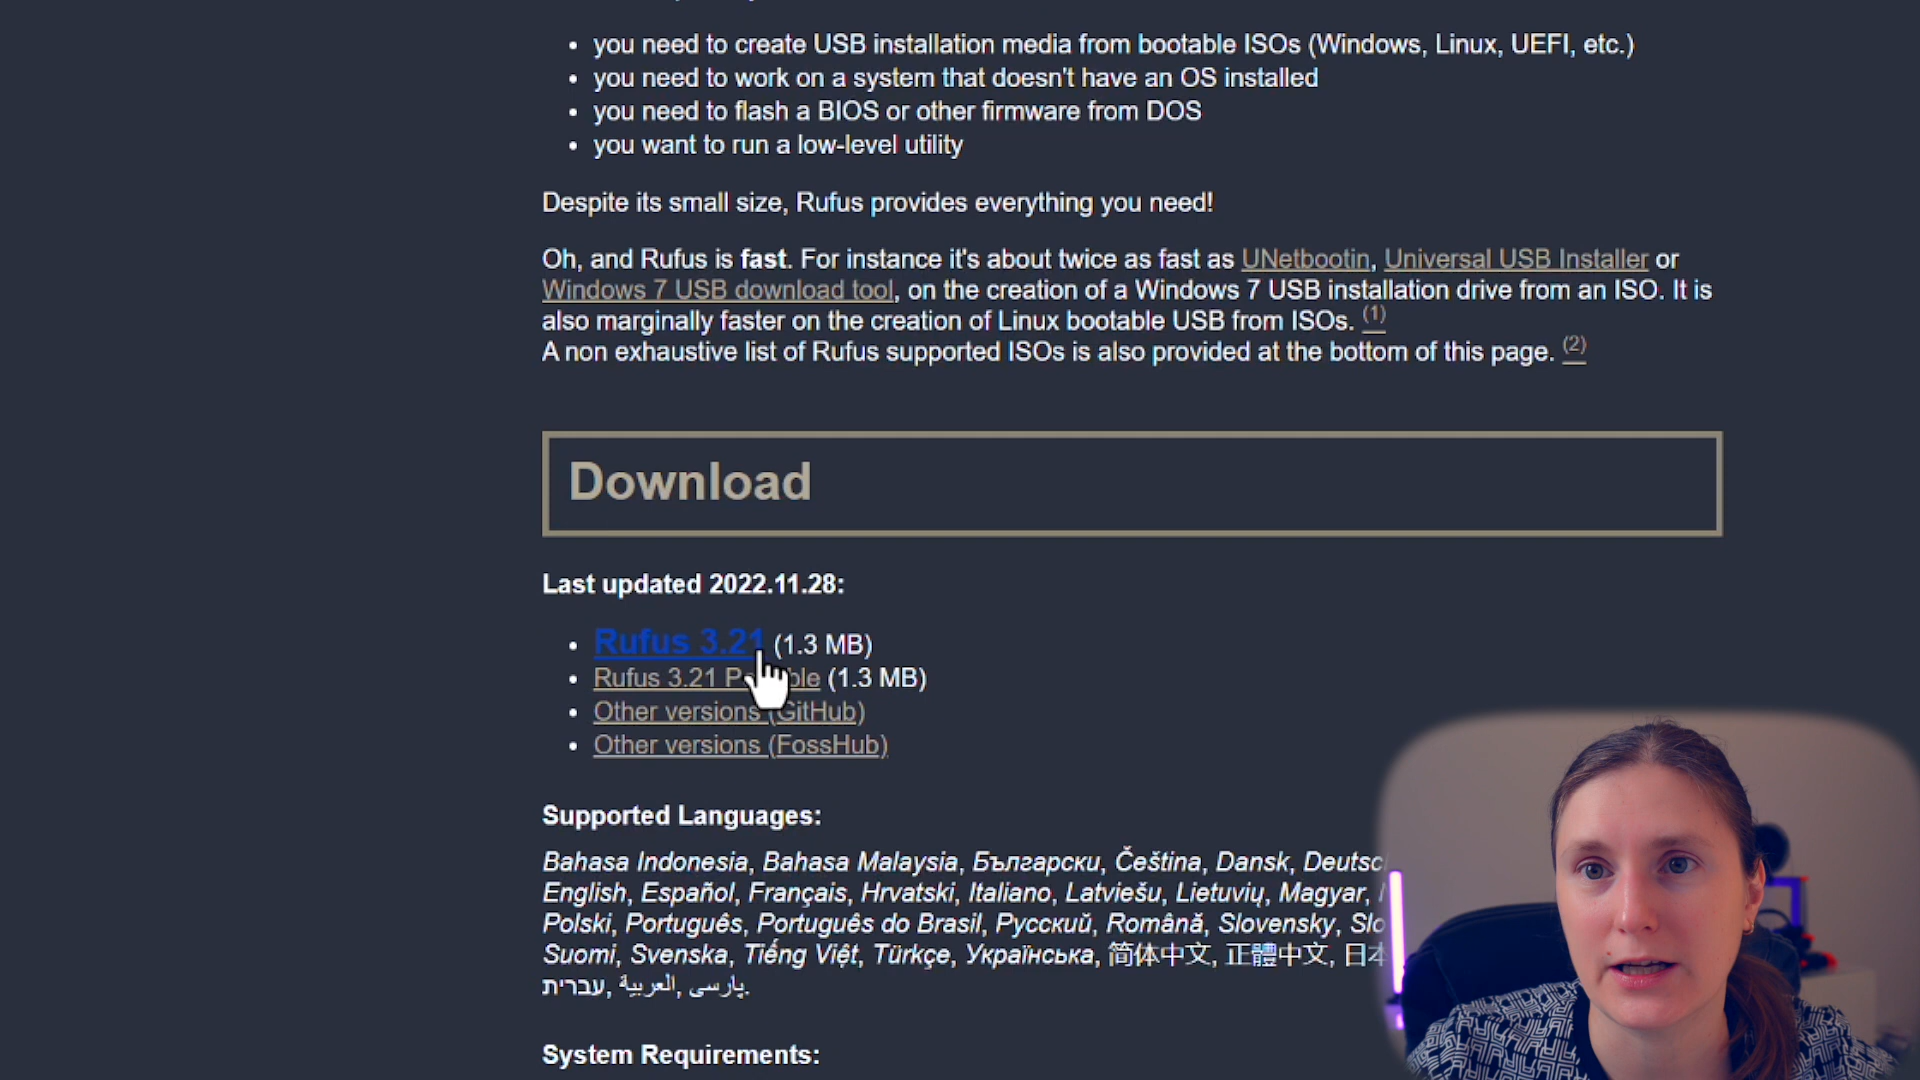 you need to create USB installation media from bootable ISOs (Windows, Linux, UEFI, etc.)
you need to work on a system that doesn't have an OS installed
you need to flash a BIOS or other firmware from DOS
you want to run a low-level utility
Despite its small size, Rufus provides everything you need!
Oh, and Rufus is fast. For instance it's about twice as fast as UNetbootin, Universal USB Installer or
Windows 7 USB download tool, on the creation of a Windows 7 USB installation drive from an ISO. It is
also marginally faster on the creation of Linux bootable USB from ISOs. (1)
A non exhaustive list of Rufus supported ISOs is also provided at the bottom of this page. (2)
Download
Last updated 2022.11.28:
Rufus 3.21 (1.3 MB)
Rufus 3.21 P ble (1.3 MB)
Other versions (GitHub)
Other versions (FossHub)
Supported Languages:
Bahasa Indonesia, Bahasa Malaysia, Български, Čeština, Dansk, Deutsc
English, Español, Français, Hrvatski, Italiano, Latviešu, Lietuvių, Magyar,
Polski, Português, Português do Brasil, Русский, Română, Slovensky, Slo
Suomi, Svenska, Tiếng Việt, Türkçe, Українська, 简体中文, 正體中文, 日本
עברית, العربية, پارسی.
System Requirements: